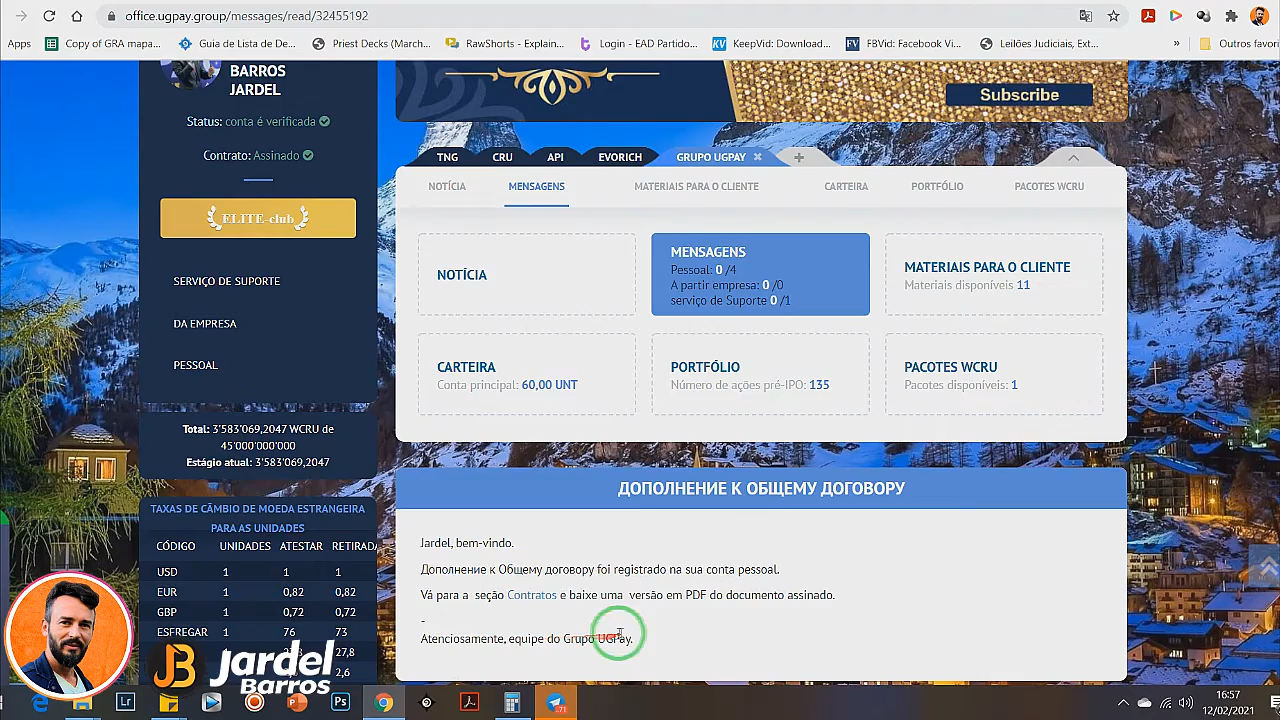 office.ugpay.group/messages/read/32455192
Apps
Copy of GRA mapa...
Guia de Lista de De...
Priest Decks (March...
RawShorts - Explain...
Login - EAD Partido...
KeepVid: Download...
FBVid: Facebook Vi...
Leilões Judiciais, Ext...
»
Outros favori
BARROS
JARDEL
Status: conta é verificada
Contrato: Assinado
ELITE-club
SERVIÇO DE SUPORTE
DA EMPRESA
PESSOAL
Total: 3'583'069,2047 WCRU de
45'000'000'000
Estágio atual: 3'583'069,2047
TAXAS DE CÂMBIO DE MOEDA ESTRANGEIRA
PARA AS UNIDADES
CÓDIGO UNIDADES ATESTAR RETIRADA
USD 1 1 1
EUR 1 0,82 0,82
GBP 1 0,72 0,72
ESFREGAR 1 76 73
27,8
2,6
Subscribe
TNG CRU API EVORICH GRUPO UGPAY
NOTÍCIA MENSAGENS MATERIAIS PARA O CLIENTE CARTEIRA PORTFÓLIO PACOTES WCRU
NOTÍCIA
MENSAGENS
Pessoal: 0 /4
A partir empresa: 0 /0
serviço de Suporte 0 /1
MATERIAIS PARA O CLIENTE
Materiais disponíveis 11
CARTEIRA
Conta principal: 60,00 UNT
PORTFÓLIO
Número de ações pré-IPO: 135
PACOTES WCRU
Pacotes disponíveis: 1
ДОПОЛНЕНИЕ К ОБЩЕМУ ДОГОВОРУ
Jardel, bem-vindo.
Дополнение к Общему договору foi registrado na sua conta pessoal.
Vá para a seção Contratos e baixe uma versão em PDF do documento assinado.
-
Atenciosamente, equipe do Grupo UGPay.
JB Jardel
Barros
Lr
Ps
71
16:57
12/02/2021